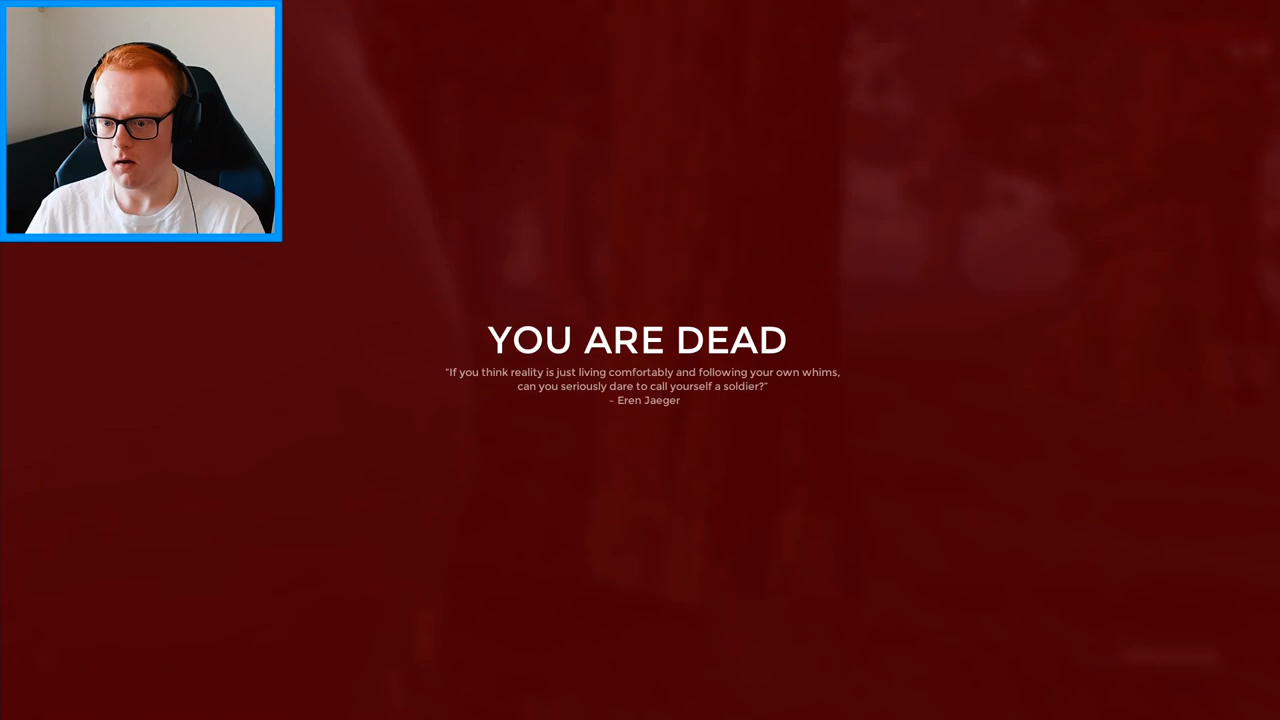 YOU ARE DEAD
“If you think reality is just living comfortably and following your own whims,
can you seriously dare to call yourself a soldier?”
- Eren Jaeger